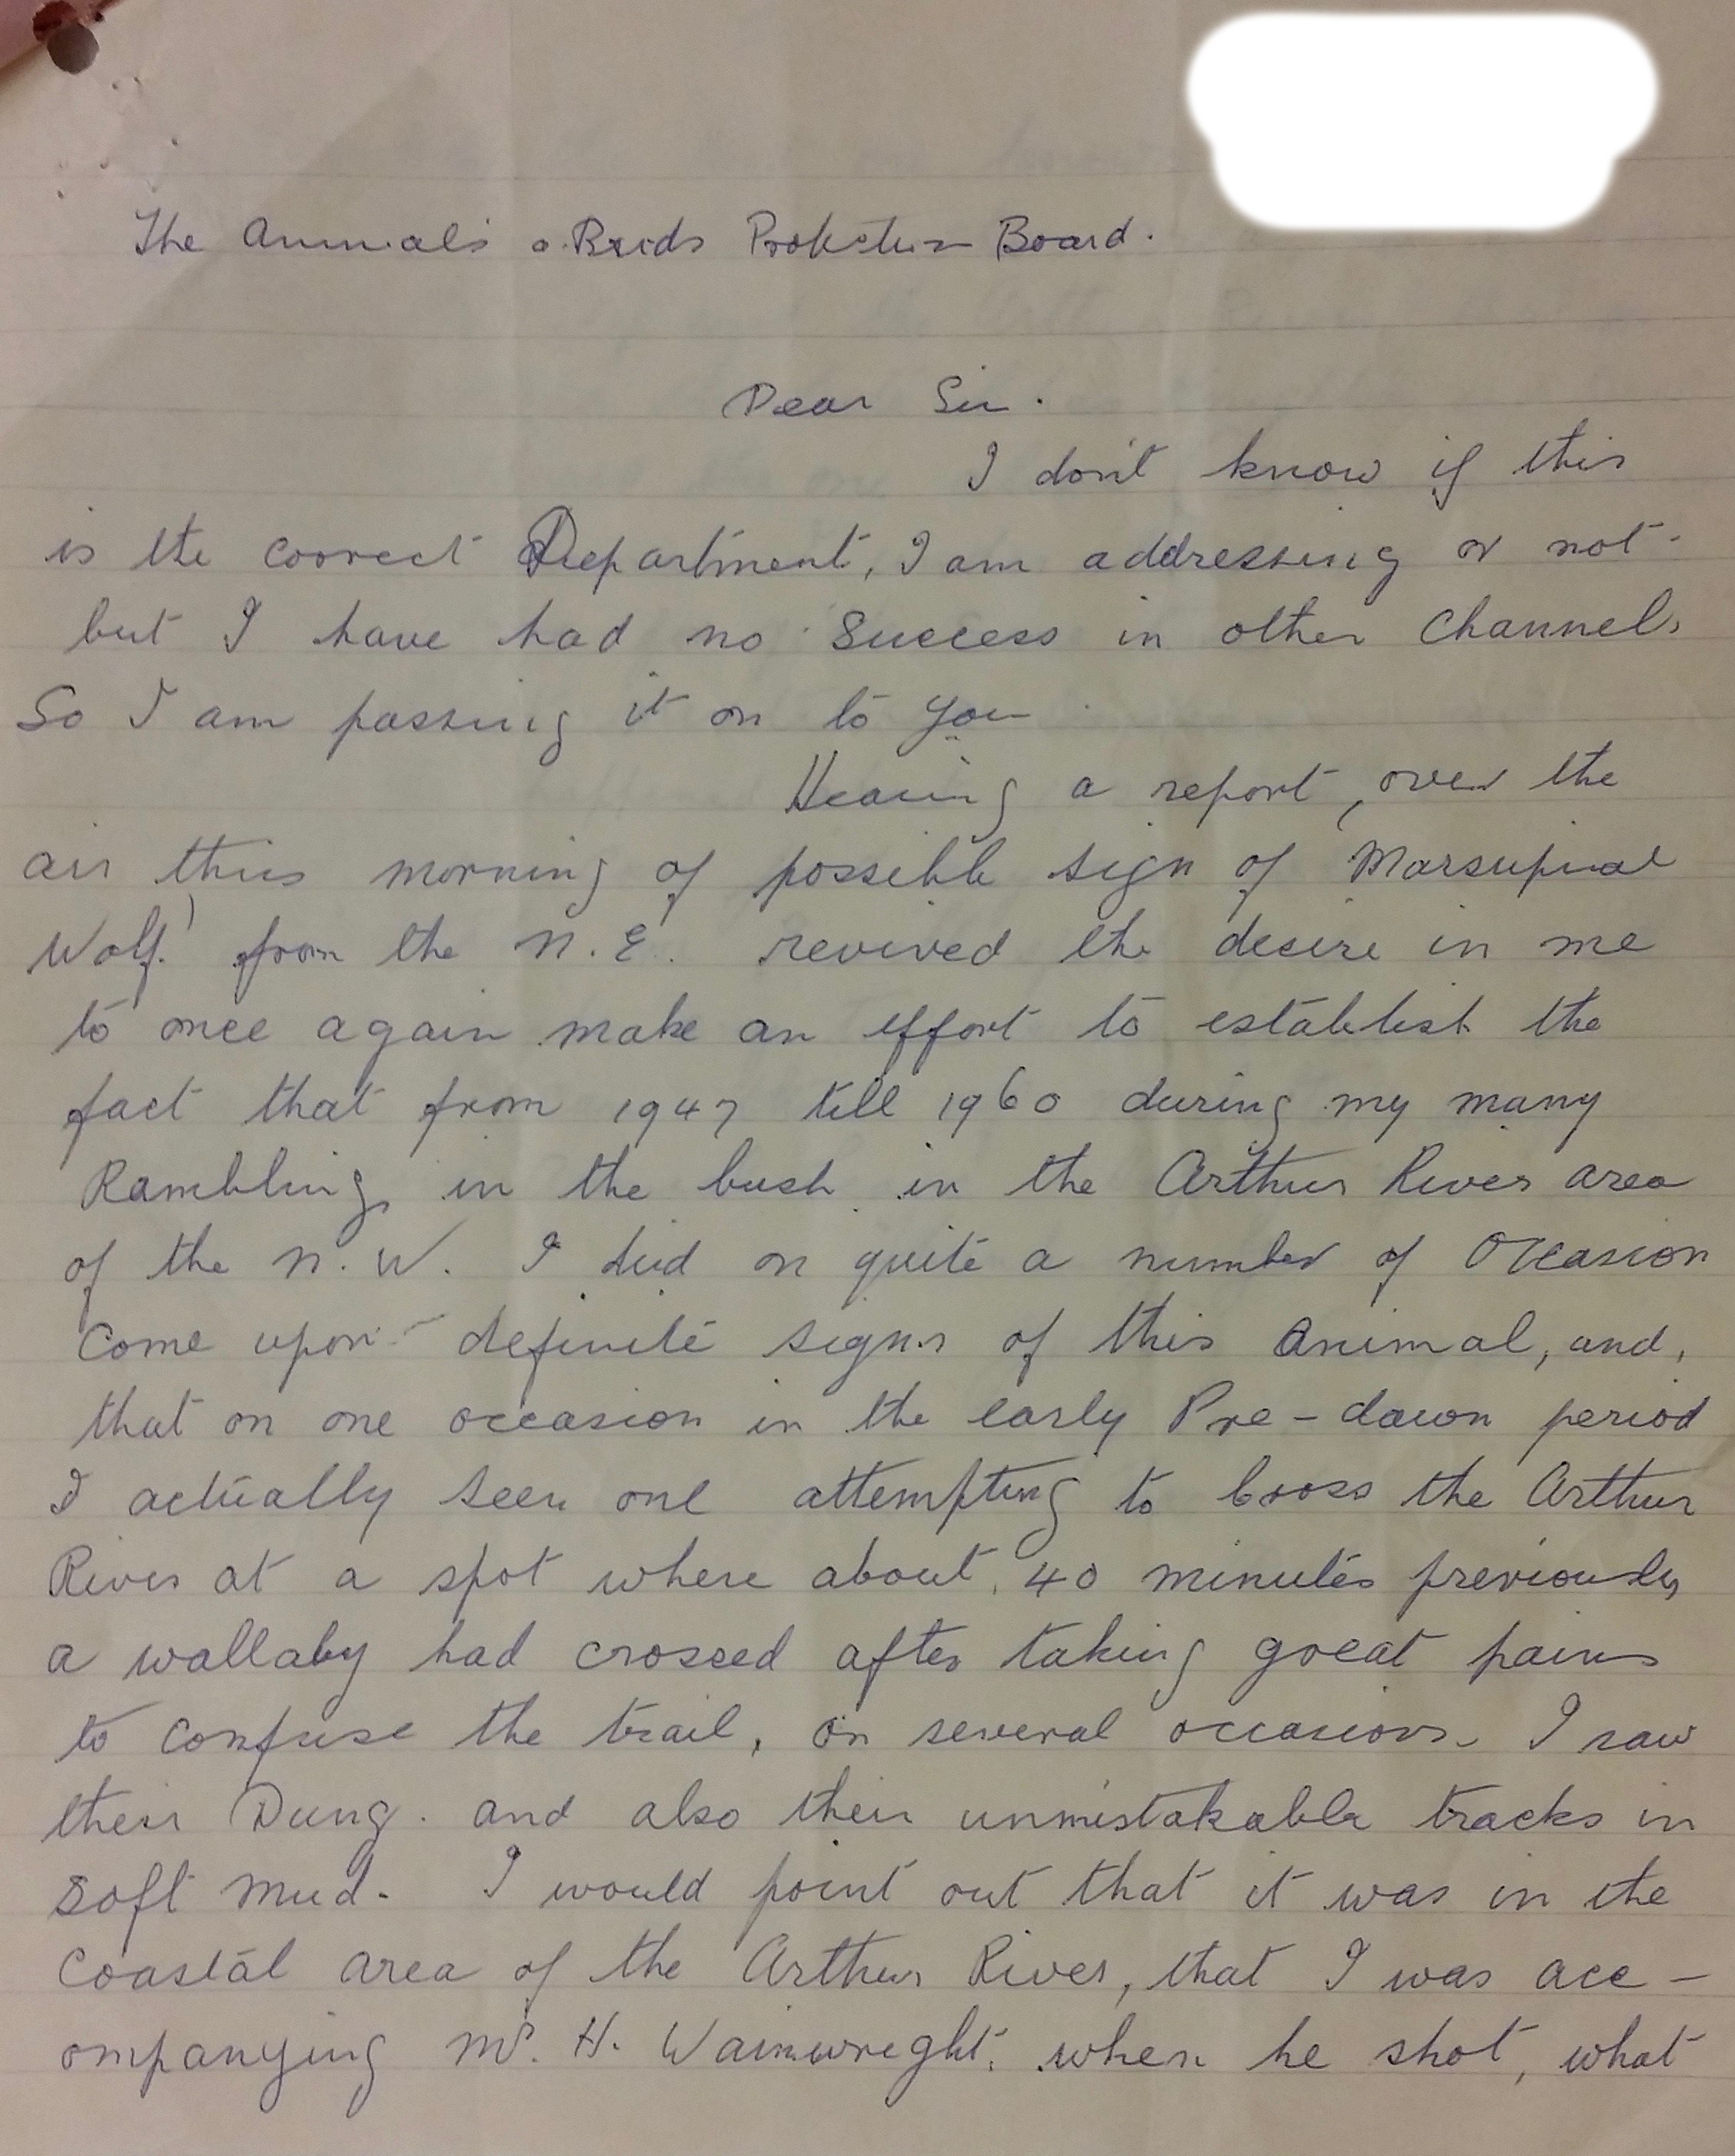 The Animals & Birds Protection Board.
Dear Sir.
I don't know if this
is the correct Department, I am addressing or not.
but I have had no Success in other Channels
So I am passing it on to you
Hearing a report, over the
air this morning of possible sign of Marsupial
Wolf! from the N.E. revived the desire in me
to once again make an effort to establish the
fact that from 1947 till 1960 during my many
Ramblings in the bush in the Arthur River area
of the N.W. I did on quite a number of Occasion
Come upon definite signs of this Animal, and,
that on one occasion in the early Pre-dawn period
I actually seen one attempting to Cross the Arthur
River at a spot where about 40 minutes previously
a wallaby had crossed after taking great pains
to confuse the trail, on several occasions I saw
their Dung. and also their unmistakable tracks in
soft mud. I would point out that it was in the
Coastal area of the Arthur River, that I was acc-
ompanying Mr. H. Wainwreght. when he shot, what